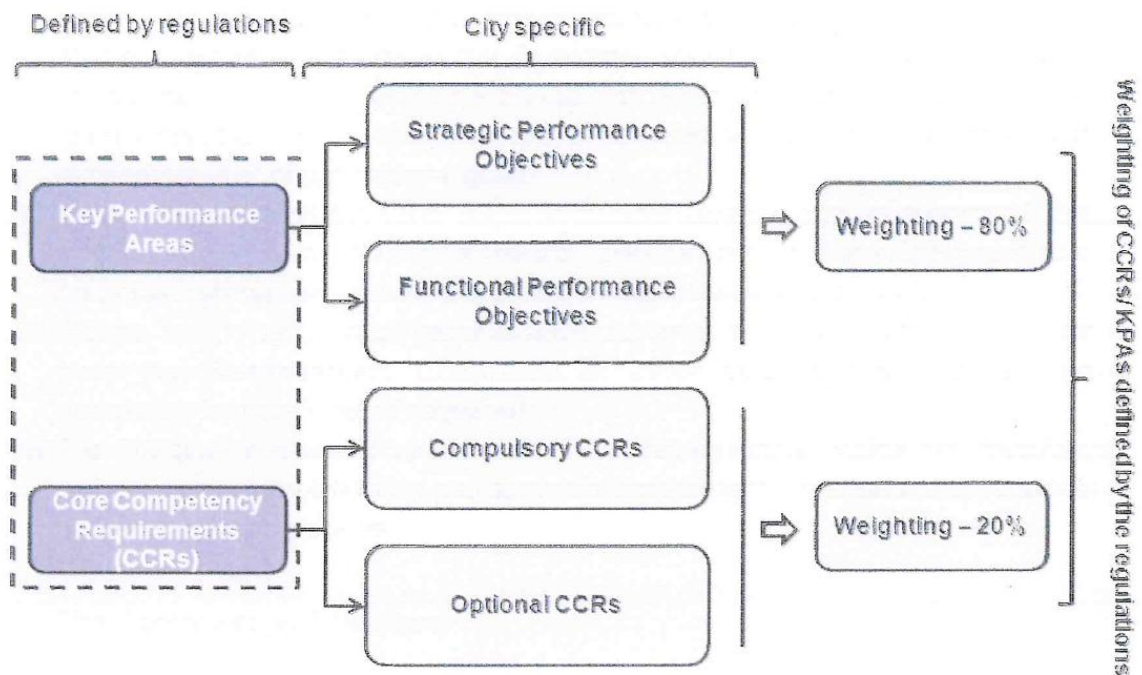 Defined by regulations
City specific
Strategic Performance
Objectives
Key Performance
Areas
Weighting – 80%
Functional Performance
Objectives
Compulsory CCRs
Core Competency
Requirements
(CCRs)
Weighting – 20%
Optional CCRs
Weighting of CCRs/ KPAs defined by the regulations